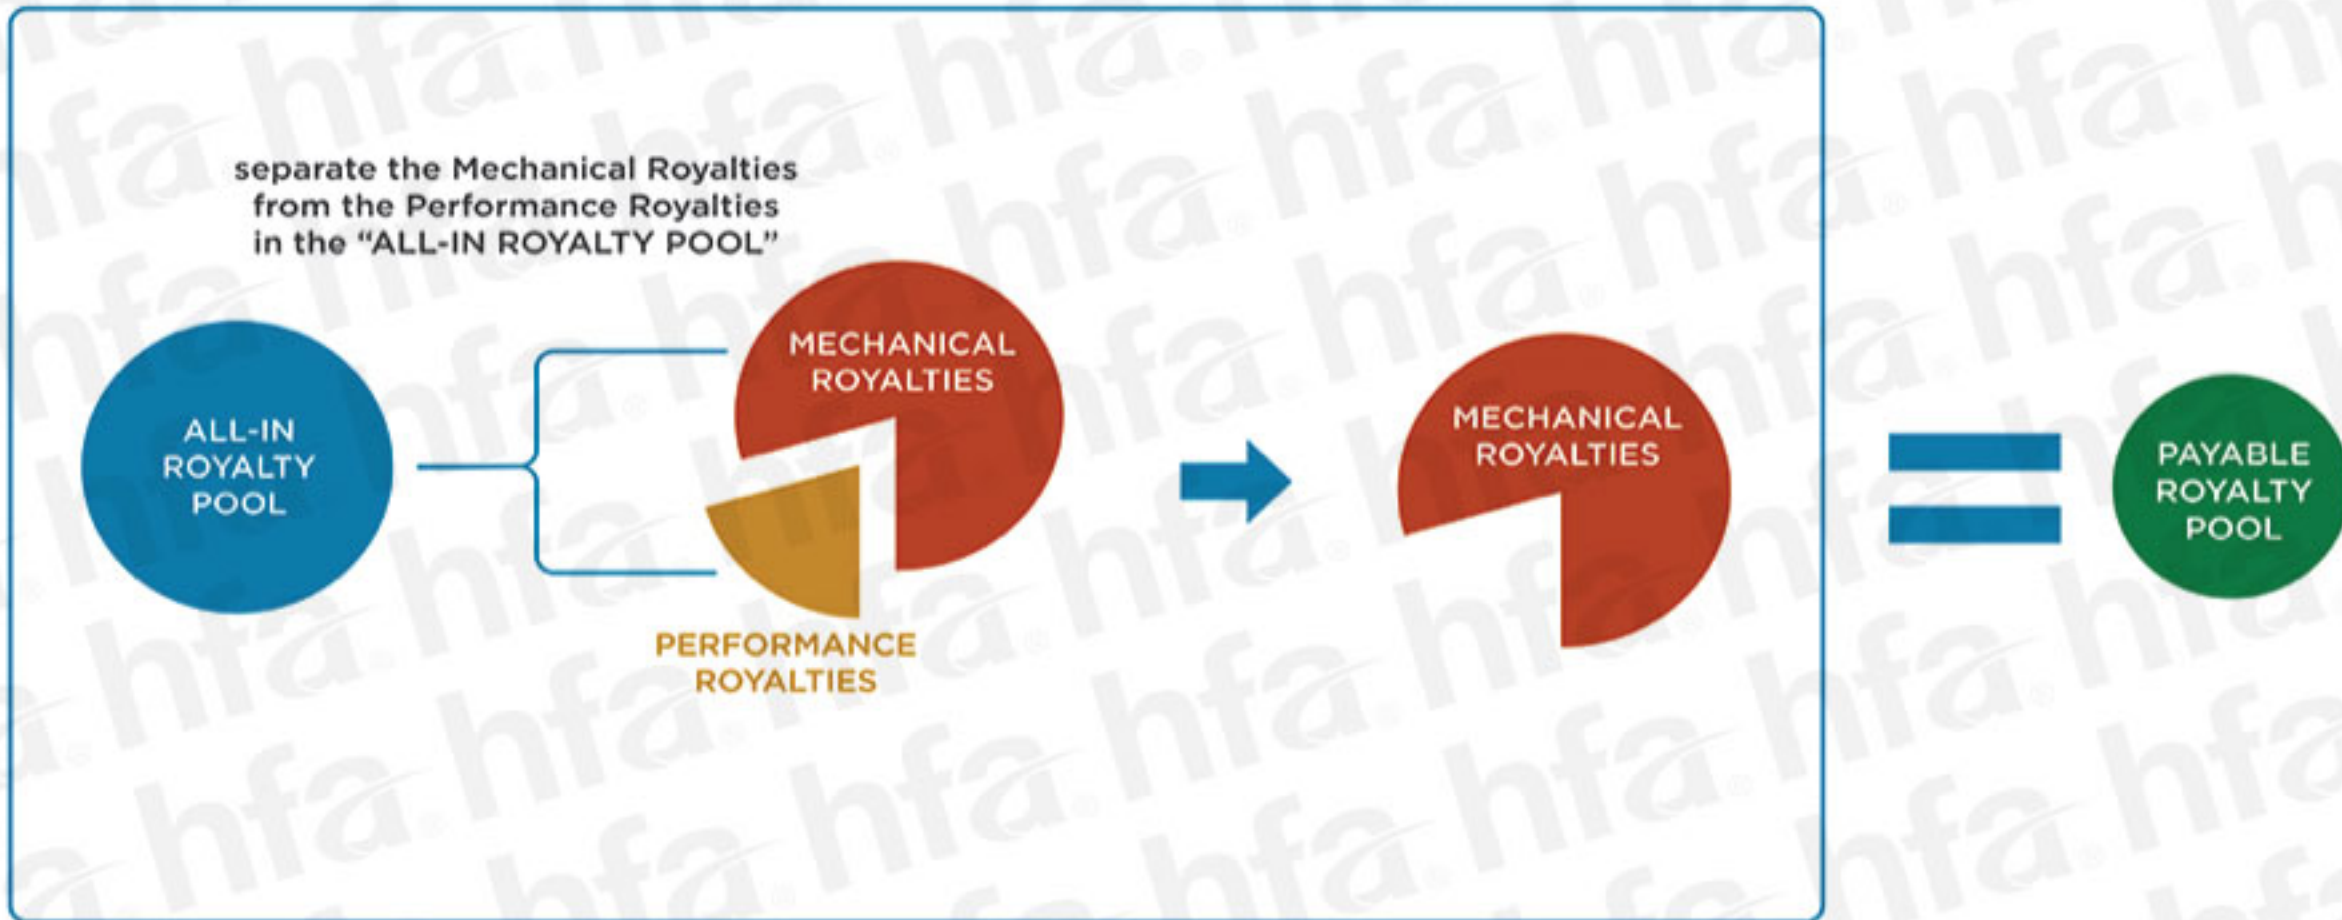 separate the Mechanical Royalties
from the Performance Royalties
in the “ALL-IN ROYALTY POOL”
ALL-IN
ROYALTY
POOL
MECHANICAL
ROYALTIES
PERFORMANCE
ROYALTIES
MECHANICAL
ROYALTIES
PAYABLE
ROYALTY
POOL
hfa